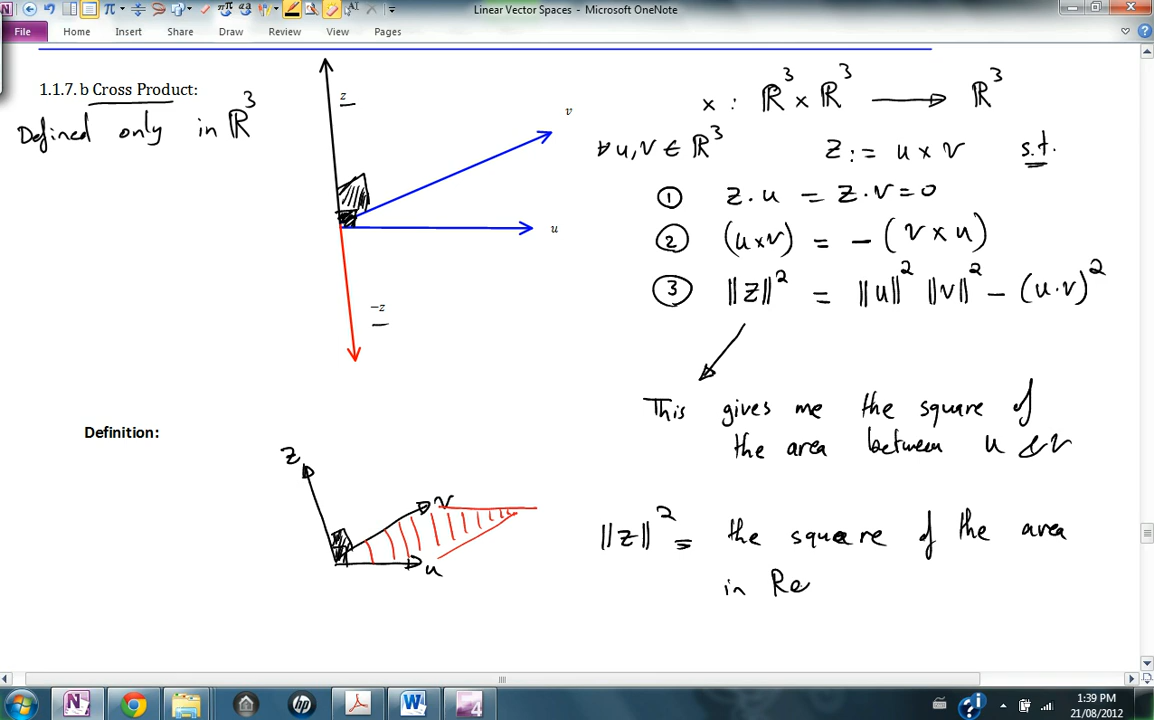 Linear Vector Spaces - Microsoft OneNote
File Home Insert Share Draw Review View Pages
1.1.7. b Cross Product:
Defined only in ℝ³
z
v
u
-z
x : ℝ³ × ℝ³ ⟶ ℝ³
∀ u, v ∈ ℝ³ z := u × v s.t.
① z · u = z · v = 0
② (u×v) = - (v × u)
③ ‖z‖² = ‖u‖² ‖v‖² - (u · v)²
This gives me the square of
the area between u & v
Definition:
z
v
u
‖z‖² = the square of the area
in Re
1:39 PM
21/08/2012